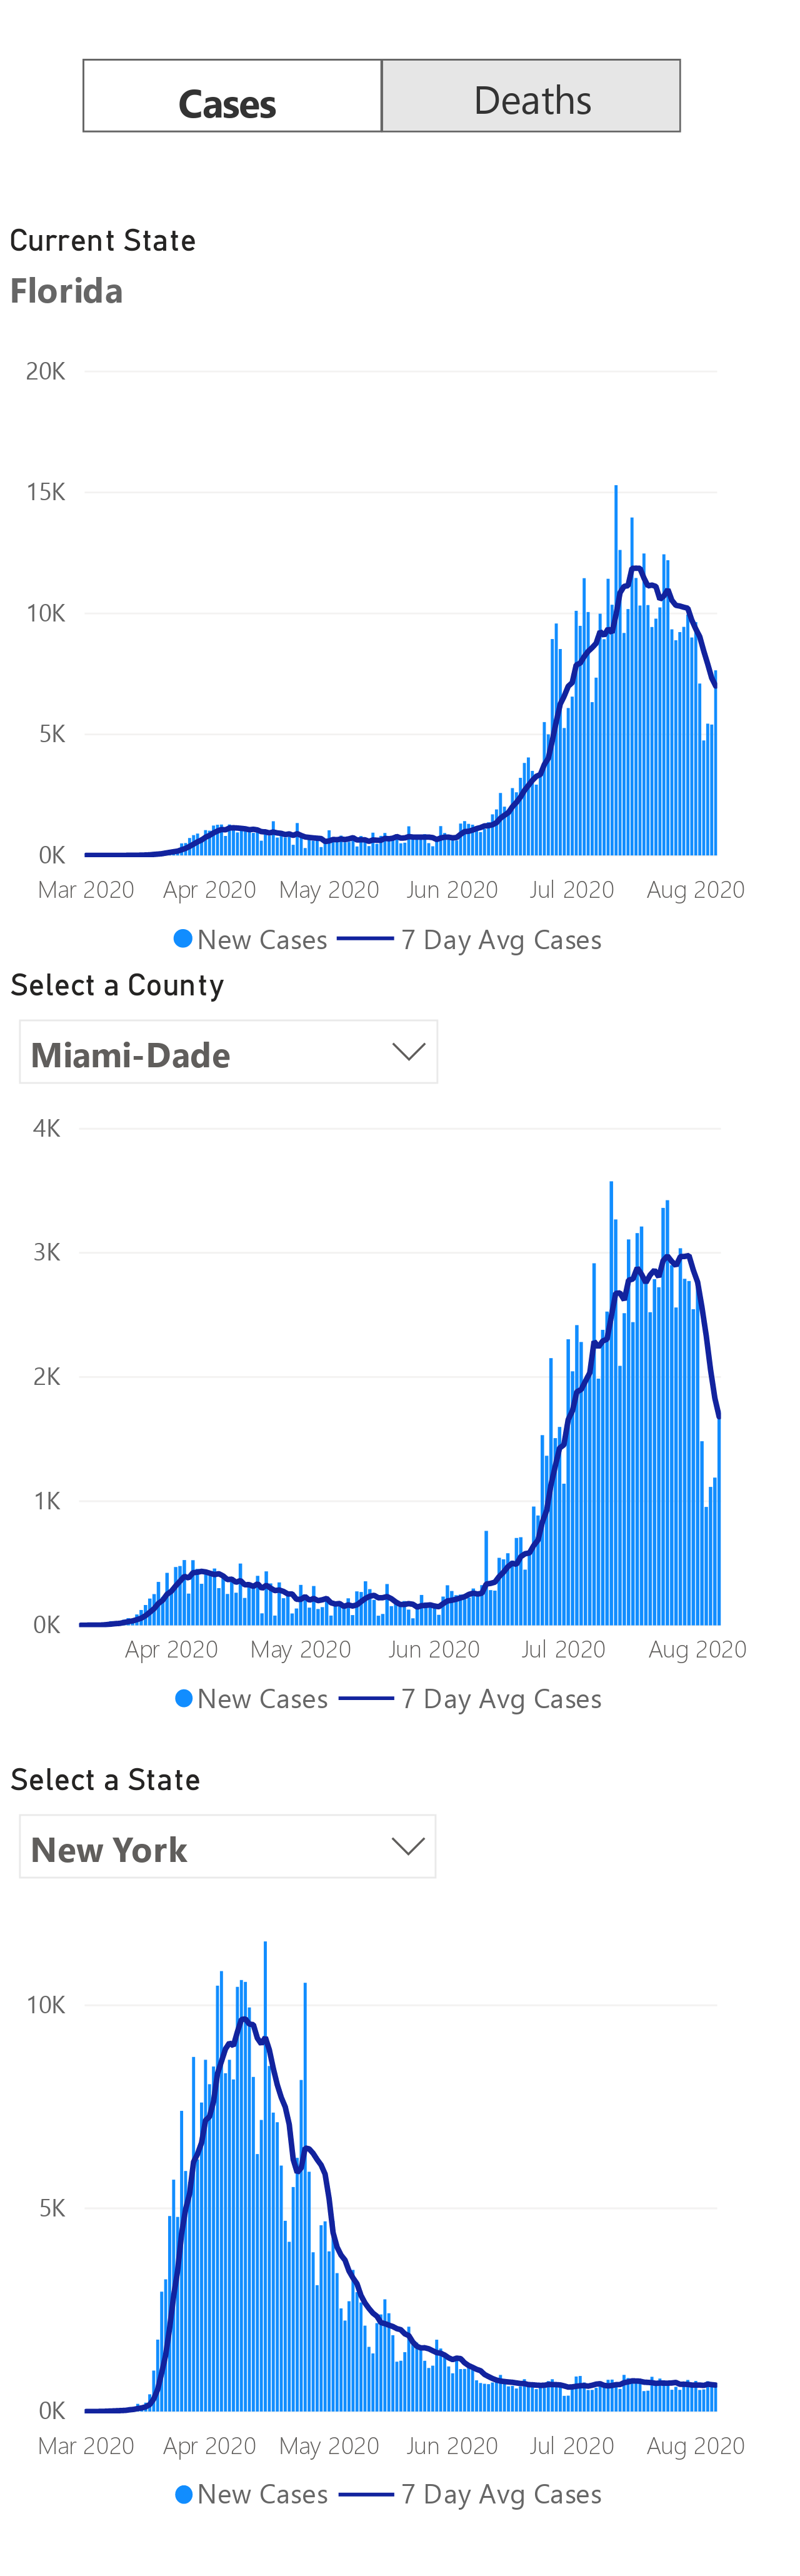 Cases Deaths
Current State
Florida
20K
15K
10K
5K
0K
Mar 2020 Apr 2020 May 2020 Jun 2020 Jul 2020 Aug 2020
New Cases 7 Day Avg Cases
Select a County
Miami-Dade
4K
3K
2K
1K
0K
Apr 2020 May 2020 Jun 2020 Jul 2020 Aug 2020
New Cases 7 Day Avg Cases
Select a State
New York
10K
5K
0K
Mar 2020 Apr 2020 May 2020 Jun 2020 Jul 2020 Aug 2020
New Cases 7 Day Avg Cases